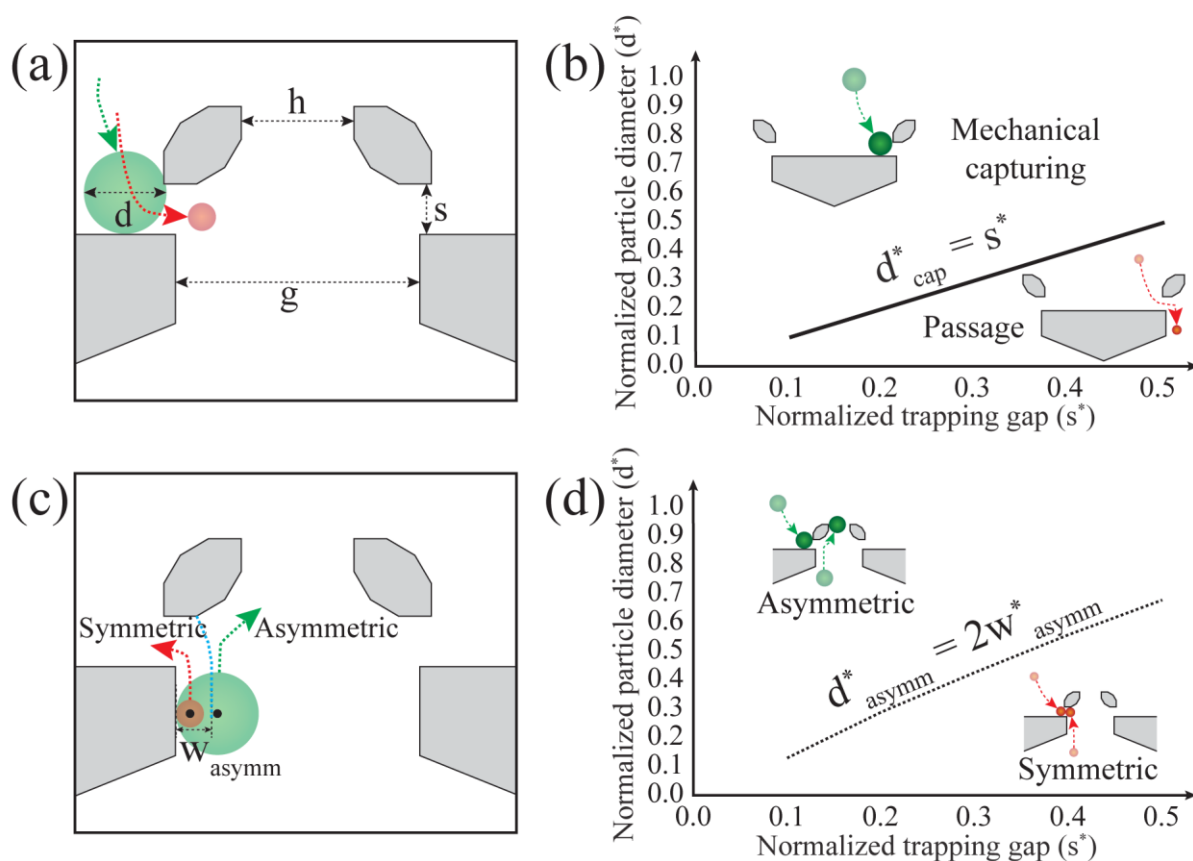 (a)
h
d
s
g
(b)
Normalized particle diameter (d*)
1.0
0.9
0.8
0.7
0.6
0.5
0.4
0.3
0.2
0.1
0.0
Mechanical
capturing
d*cap = s*
Passage
0.0 0.1 0.2 0.3 0.4 0.5
Normalized trapping gap (s*)
(c)
Symmetric
Asymmetric
wasymm
(d)
Normalized particle diameter (d*)
1.0
0.9
0.8
0.7
0.6
0.5
0.4
0.3
0.2
0.1
0.0
Asymmetric
d*asymm = 2w*asymm
Symmetric
0.0 0.1 0.2 0.3 0.4 0.5
Normalized trapping gap (s*)